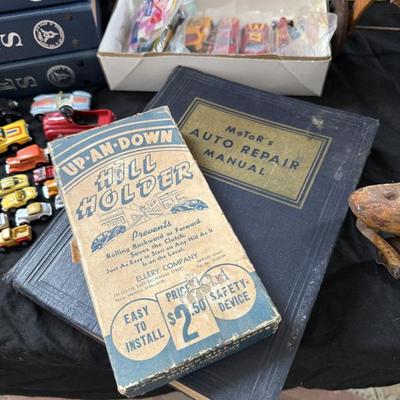 S
S
MoToR's
AUTO REPAIR
MANUAL
UP-AN-DOWN
HILL
HOLDER
Prevents
Rolling Backward or Forward.
Saves the Clutch.
Just As Easy to Start on Any Hill As It
Is on the Level.
ELLERY COMPANY
EASY
TO
INSTALL
PRICE
$2.50
SAFETY-
DEVICE